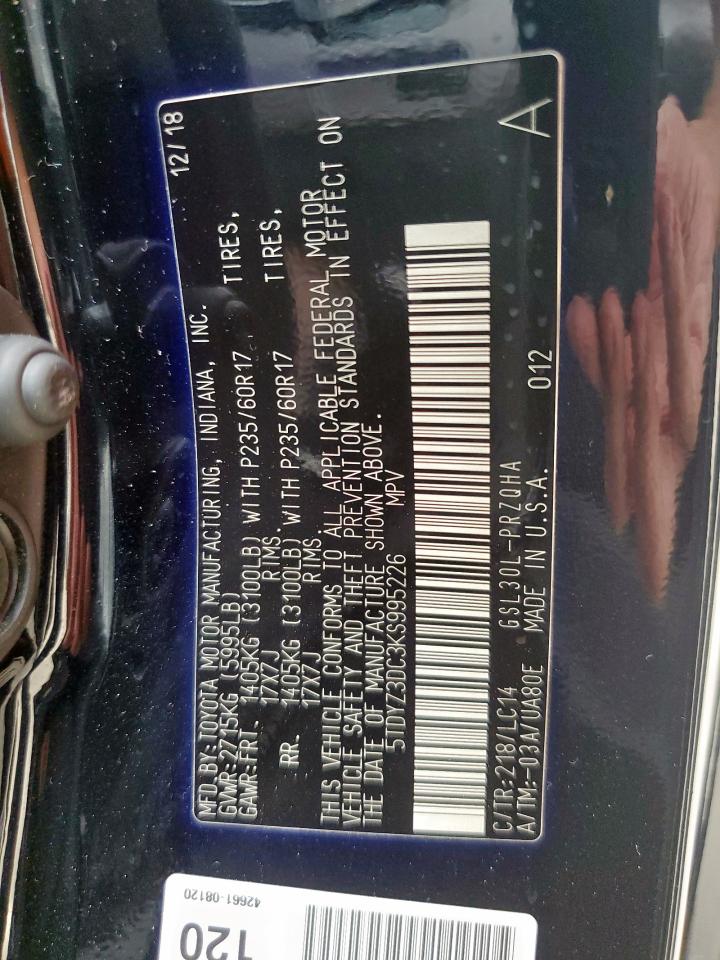 MFD. BY: TOYOTA MOTOR MANUFACTURING, INDIANA, INC. 12/18
GVWR: 2715KG (5995LB)
GAWR: FRT- 1405KG (3100LB) WITH P235/60R17 TIRES,
17X7J RIMS.
RR- 1405KG (3100LB) WITH P235/60R17 TIRES,
17X7J RIMS.
THIS VEHICLE CONFORMS TO ALL APPLICABLE FEDERAL MOTOR
VEHICLE SAFETY AND THEFT PREVENTION STANDARDS IN EFFECT ON
THE DATE OF MANUFACTURE SHOWN ABOVE.
5TDYZ3DC3KS995226 MPV
C/TR: 218/LC14 GSL30L-PRZQHA
A/TM: -03A/UA80E MADE IN U.S.A. 012 A
42661-08120
120